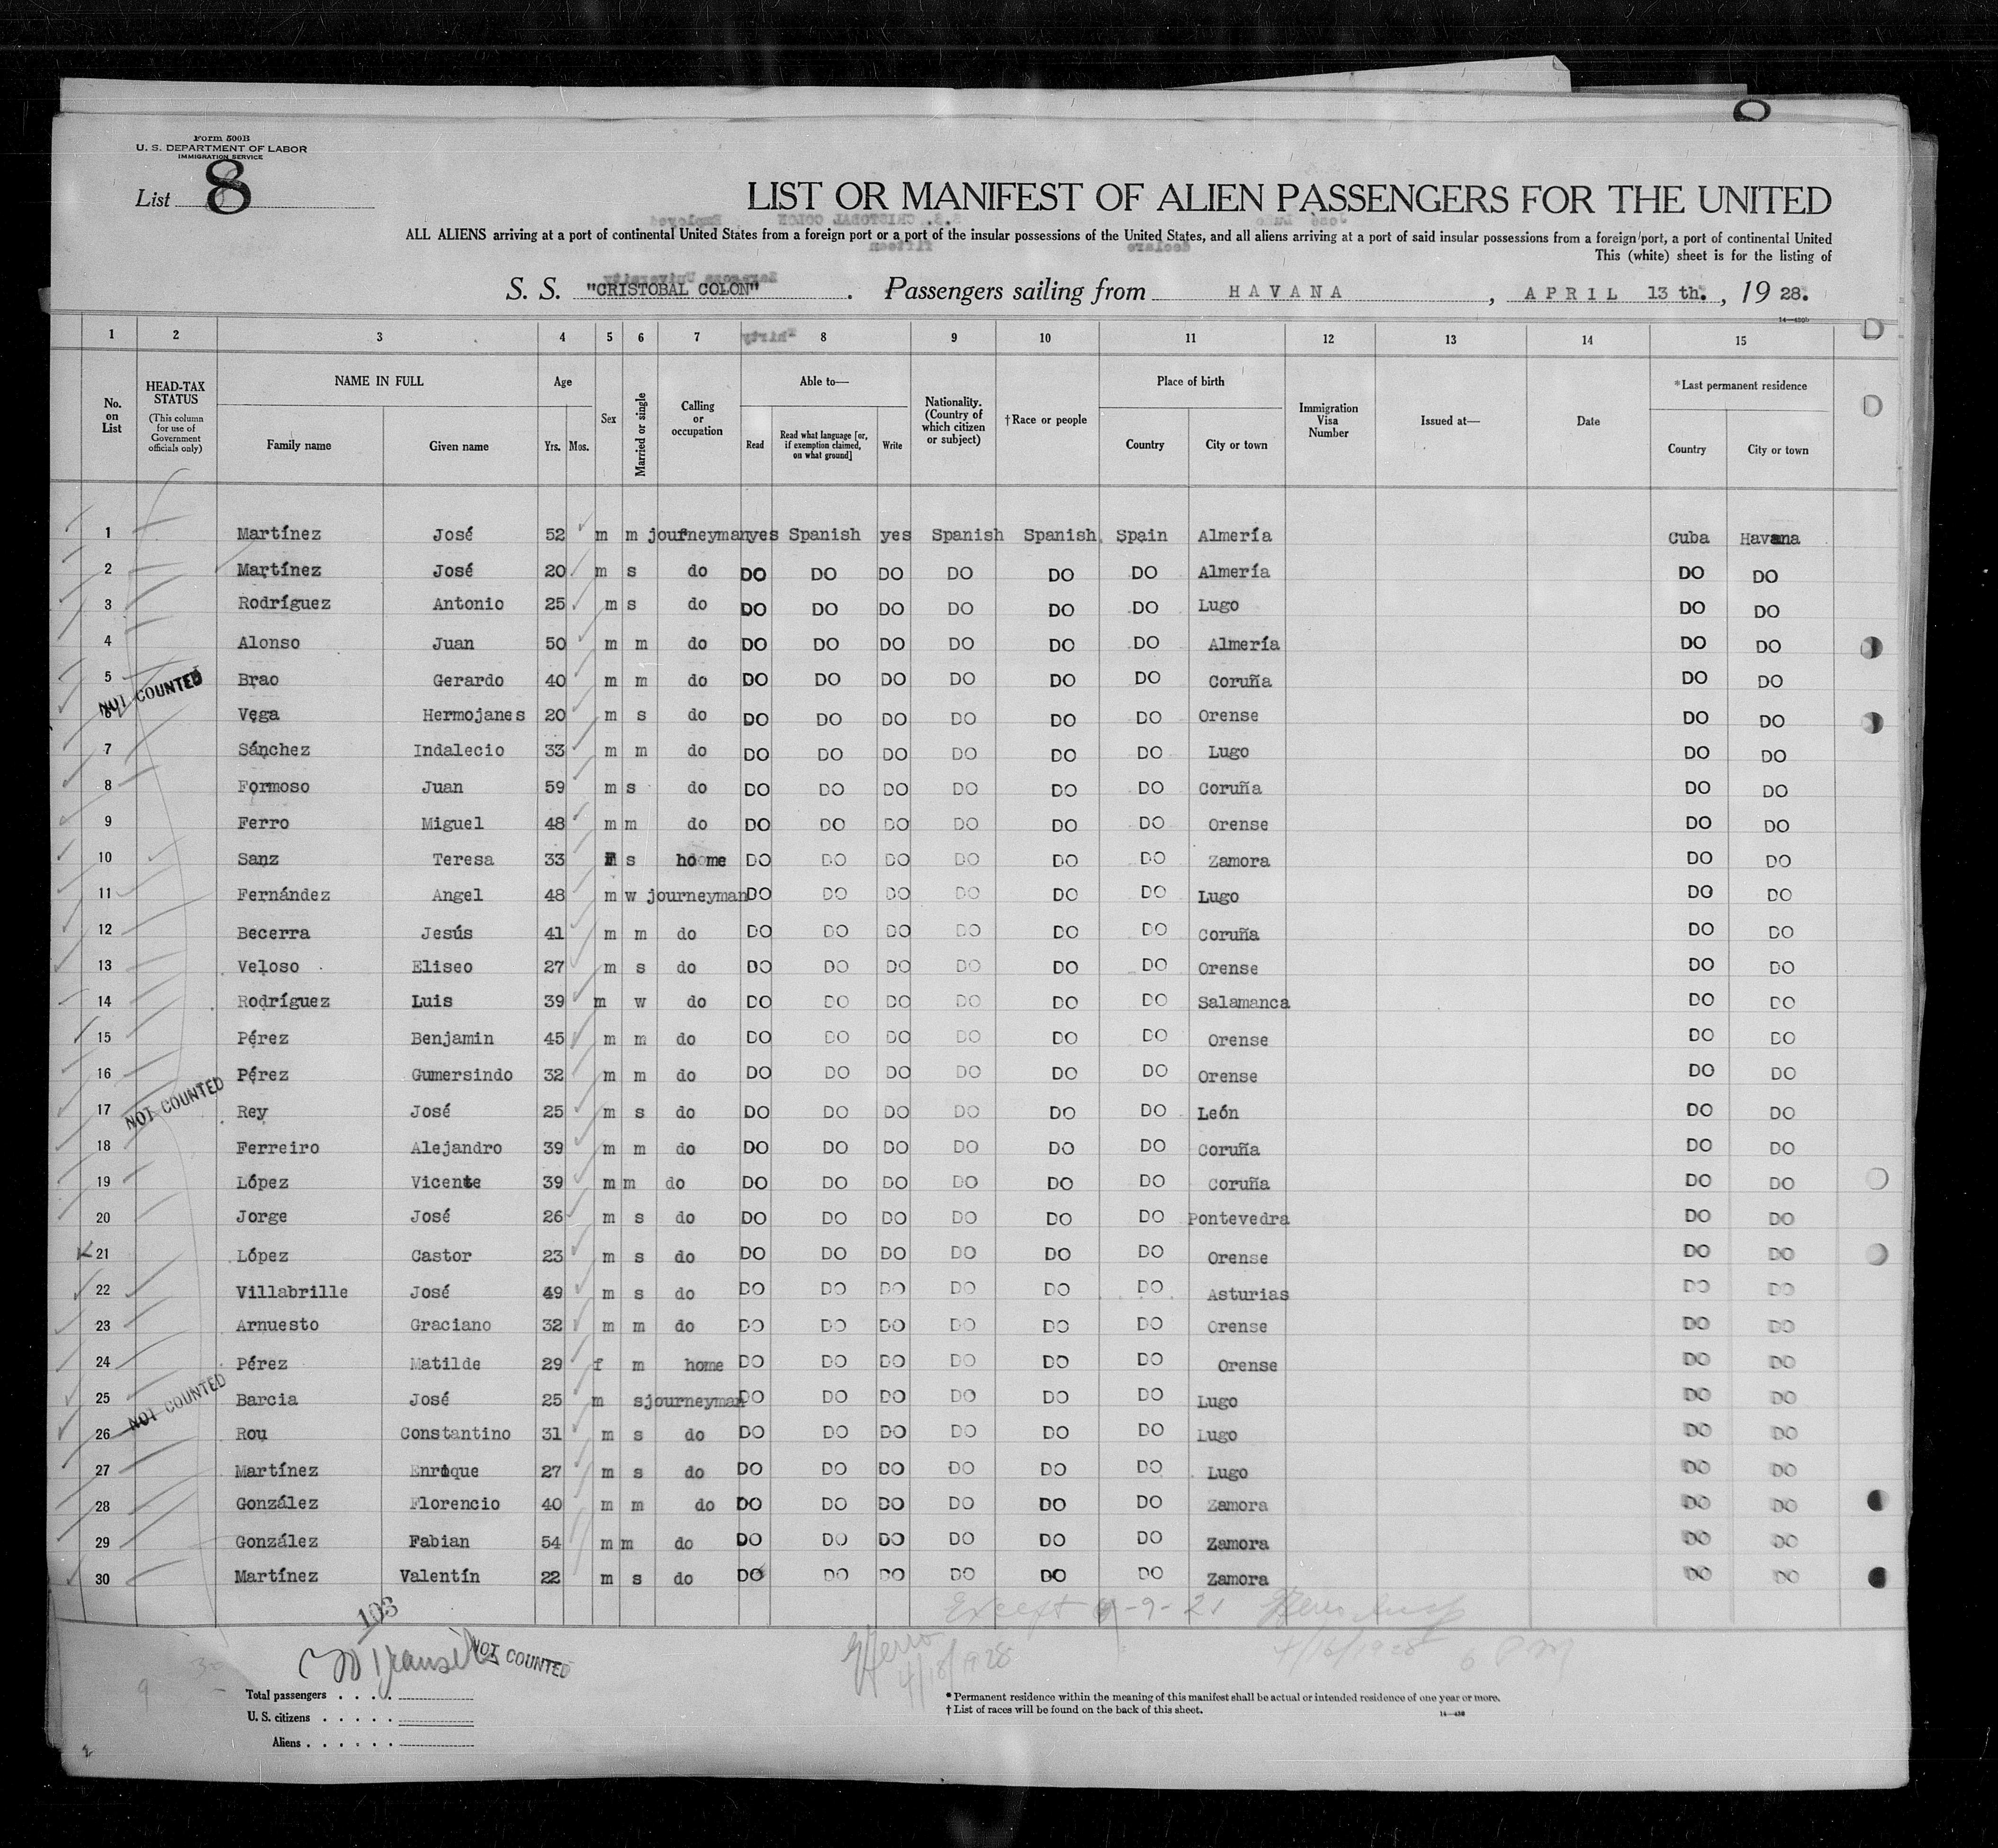 8
Form 500B
U. S. DEPARTMENT OF LABOR
IMMIGRATION SERVICE
List 8
LIST OR MANIFEST OF ALIEN PASSENGERS FOR THE UNITED
ALL ALIENS arriving at a port of continental United States from a foreign port or a port of the insular possessions of the United States, and all aliens arriving at a port of said insular possessions from a foreign port, a port of continental United
This (white) sheet is for the listing of
S. S. "CRISTOBAL COLON" . Passengers sailing from HAVANA , APRIL 13 th. , 19 28.
1 2 3 4 5 6 7 8 9 10 11 12 13 14 15
No. on List
HEAD-TAX STATUS (This column for use of Government officials only)
NAME IN FULL
Family name Given name
Age
Yrs. Mos.
Sex
Married or single
Calling or occupation
Able to—
Read
Read what language [or, if exemption claimed, on what ground]
Write
Nationality. (Country of which citizen or subject)
†Race or people
Place of birth
Country City or town
Immigration Visa Number
Issued at—
Date
*Last permanent residence
Country City or town
1 Martínez José 52 m m journeyman yes Spanish yes Spanish Spanish Spain Almería Cuba Havana
2 Martínez José 20 m s do DO DO DO DO DO DO Almería DO DO
3 Rodríguez Antonio 25 m s do DO DO DO DO DO DO Lugo DO DO
4 Alonso Juan 50 m m do DO DO DO DO DO DO Almería DO DO
5 Brao Gerardo 40 m m do DO DO DO DO DO DO Coruña DO DO
NOT COUNTED
6 Vega Hermojanes 20 m s do DO DO DO DO DO DO Orense DO DO
7 Sánchez Indalecio 33 m m do DO DO DO DO DO DO Lugo DO DO
8 Formoso Juan 59 m s do DO DO DO DO DO DO Coruña DO DO
9 Ferro Miguel 48 m m do DO DO DO DO DO DO Orense DO DO
10 Sanz Teresa 33 s home DO DO DO DO DO DO Zamora DO DO
11 Fernández Angel 48 m w journeyman DO DO DO DO DO DO Lugo DO DO
12 Becerra Jesús 41 m m do DO DO DO DO DO DO Coruña DO DO
13 Veloso Eliseo 27 m s do DO DO DO DO DO DO Orense DO DO
14 Rodríguez Luis 39 m w do DO DO DO DO DO DO Salamanca DO DO
15 Pérez Benjamin 45 m m do DO DO DO DO DO DO Orense DO DO
16 Pérez Gumersindo 32 m m do DO DO DO DO DO DO Orense DO DO
NOT COUNTED
17 Rey José 25 m s do DO DO DO DO DO DO León DO DO
18 Ferreiro Alejandro 39 m m do DO DO DO DO DO DO Coruña DO DO
19 López Vicente 39 m m do DO DO DO DO DO DO Coruña DO DO
20 Jorge José 26 m s do DO DO DO DO DO DO Pontevedra DO DO
21 López Castor 23 m s do DO DO DO DO DO DO Orense DO DO
22 Villabrille José 49 m s do DO DO DO DO DO DO Asturias DO DO
23 Arnuesto Graciano 32 m m do DO DO DO DO DO DO Orense DO DO
24 Pérez Matilde 29 f m home DO DO DO DO DO DO Orense DO DO
25 Barcia José 25 m s journeyman DO DO DO DO DO DO Lugo DO DO
NOT COUNTED
26 Rou Constantino 31 m s do DO DO DO DO DO DO Lugo DO DO
27 Martínez Enrique 27 m s do DO DO DO DO DO DO Lugo DO DO
28 González Florencio 40 m m do DO DO DO DO DO DO Zamora DO DO
29 González Fabian 54 m m do DO DO DO DO DO DO Zamora DO DO
30 Martínez Valentín 22 m s do DO DO DO DO DO DO Zamora DO DO
103
Except 9-21
Transit NOT COUNTED
4/16/1928 6 PM
4/18/1928
Total passengers . . . .
U. S. citizens . . . . .
Aliens . . . . . .
* Permanent residence within the meaning of this manifest shall be actual or intended residence of one year or more.
† List of races will be found on the back of this sheet.